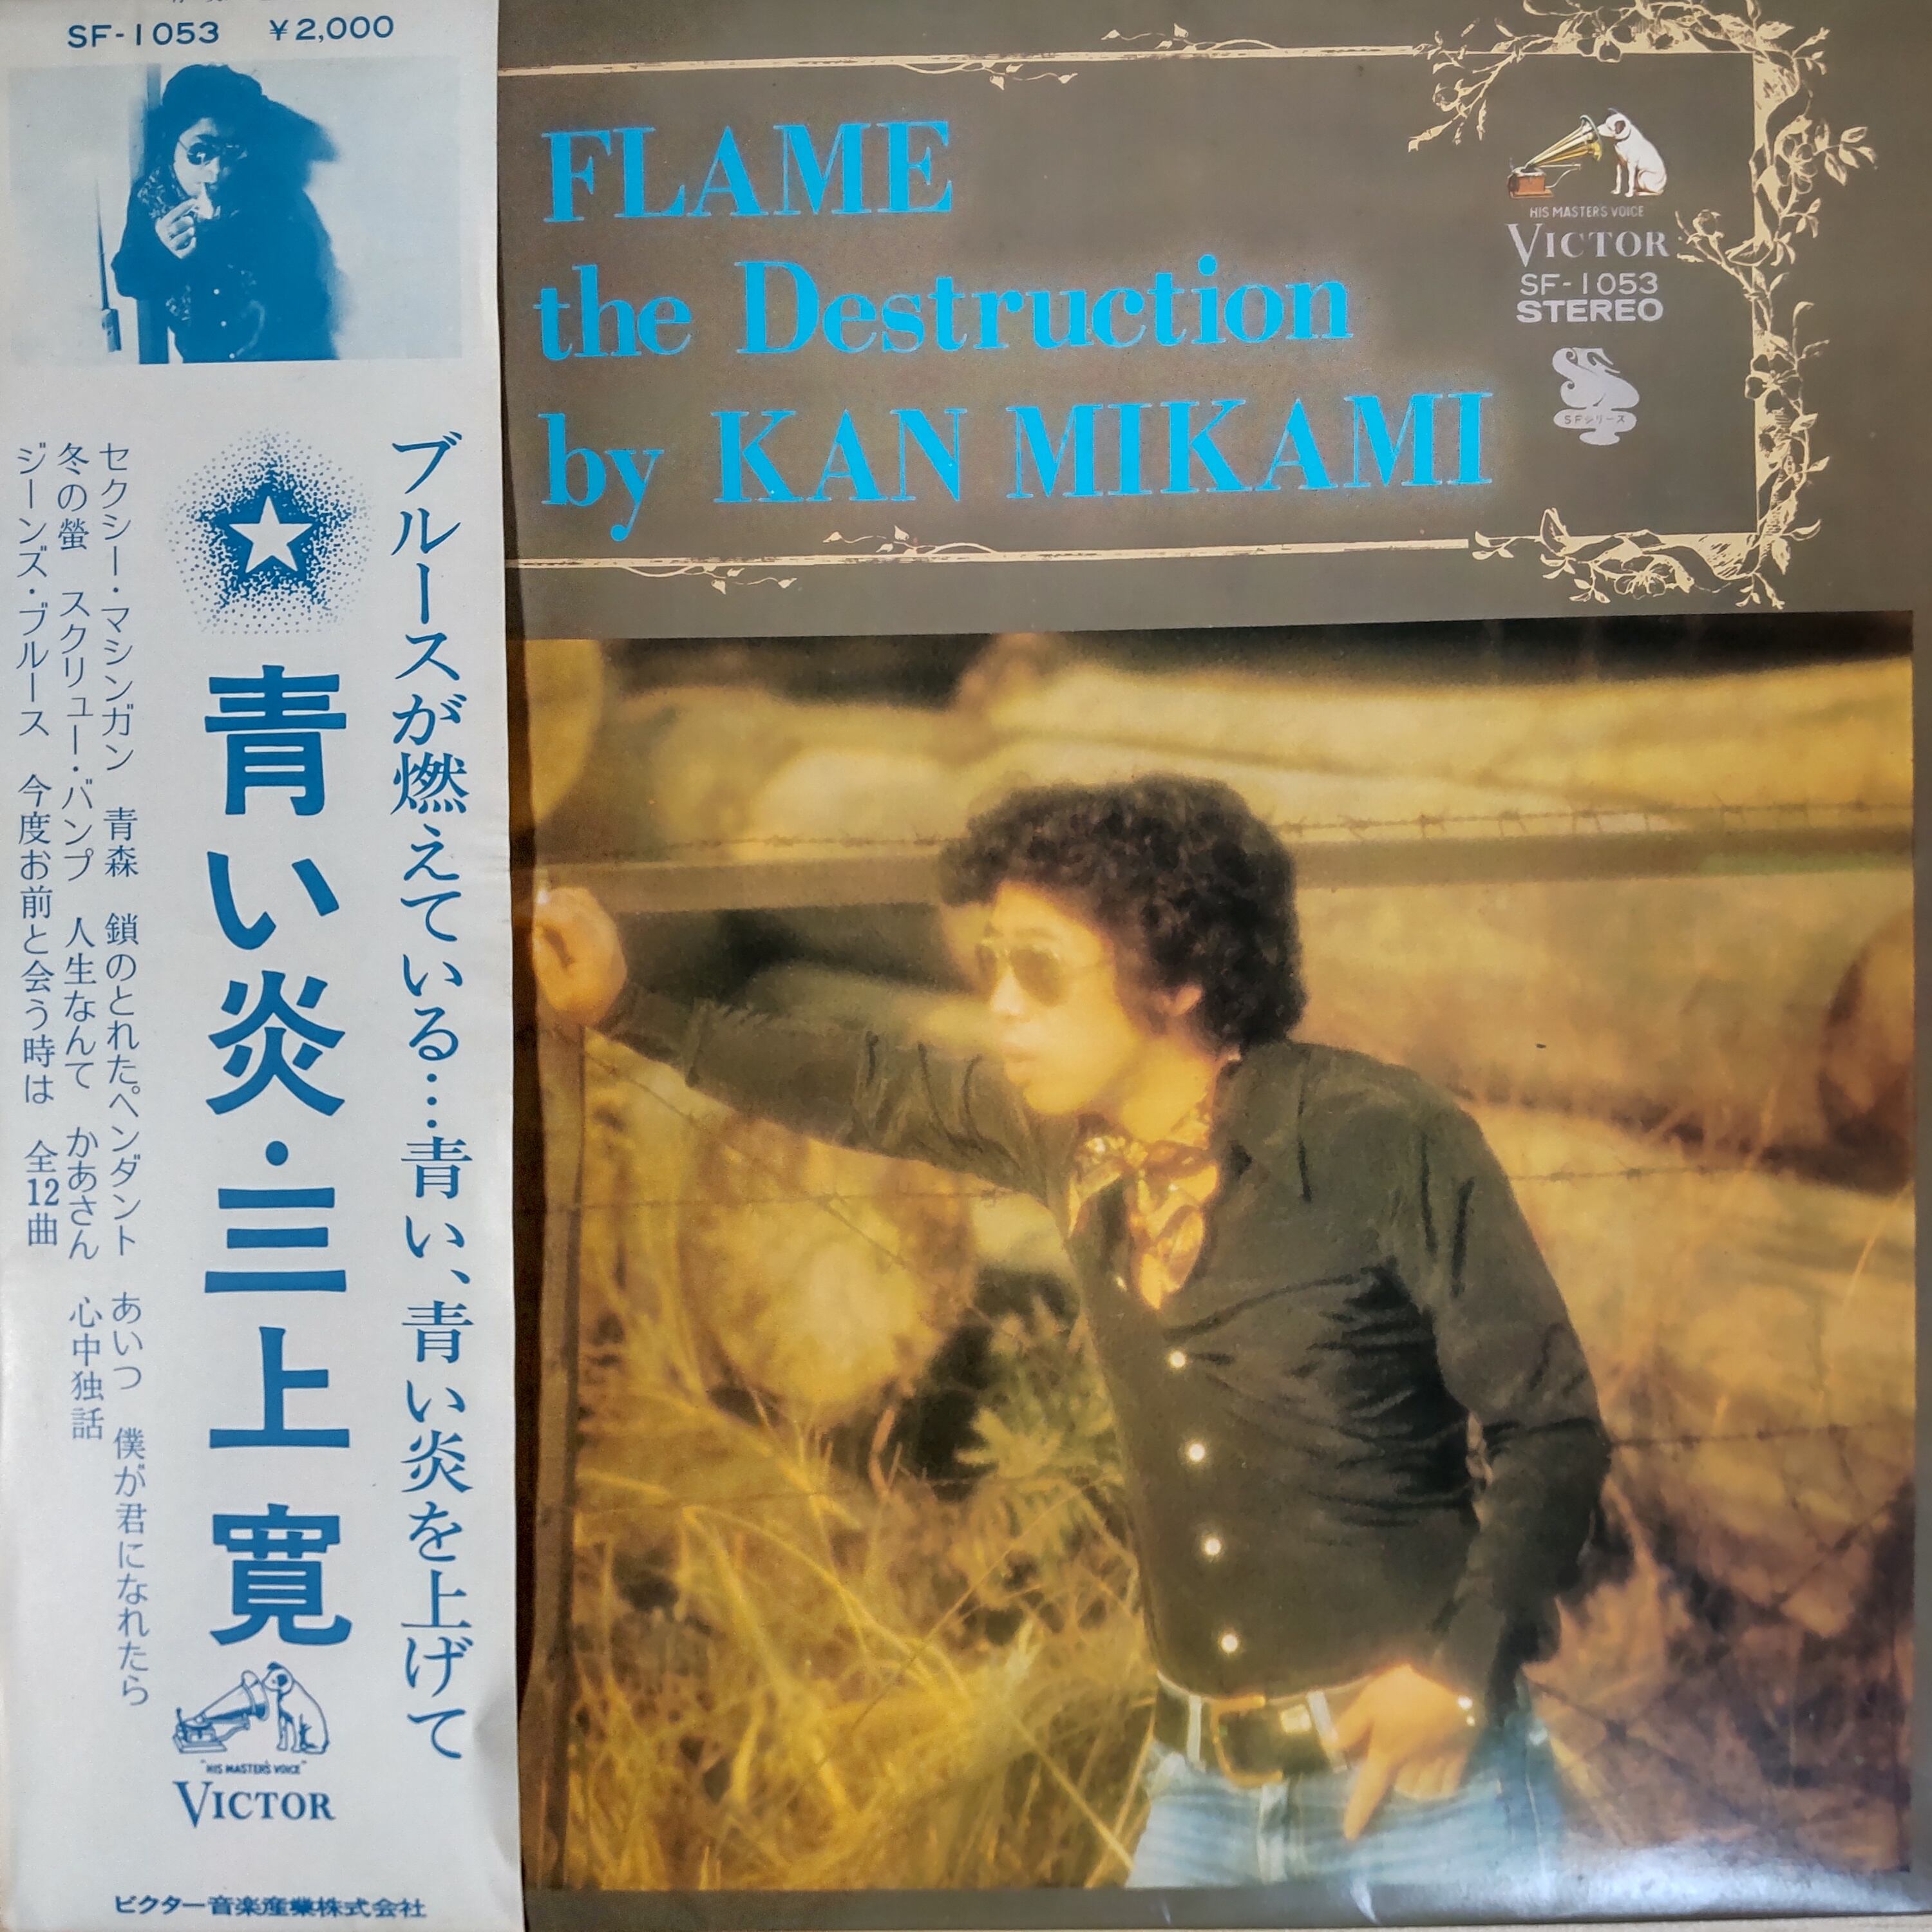 SF-1053 ¥2,000
ブルースが燃えている…青い、青い炎を上げて
青い炎・三上寛
セクシー・マシンガン 青森 鎖のとれたペンダント あいつ 僕が君になれたら
冬の螢 スクリュー・バンプ 人生なんて かあさん 心中独話
ジーンズ・ブルース 今度お前と会う時は 全12曲
"HIS MASTER'S VOICE"
VICTOR
ビクター音楽産業株式会社
FLAME
the Destruction
by KAN MIKAMI
HIS MASTER'S VOICE
VICTOR
SF-1053
STEREO
SFシリーズ